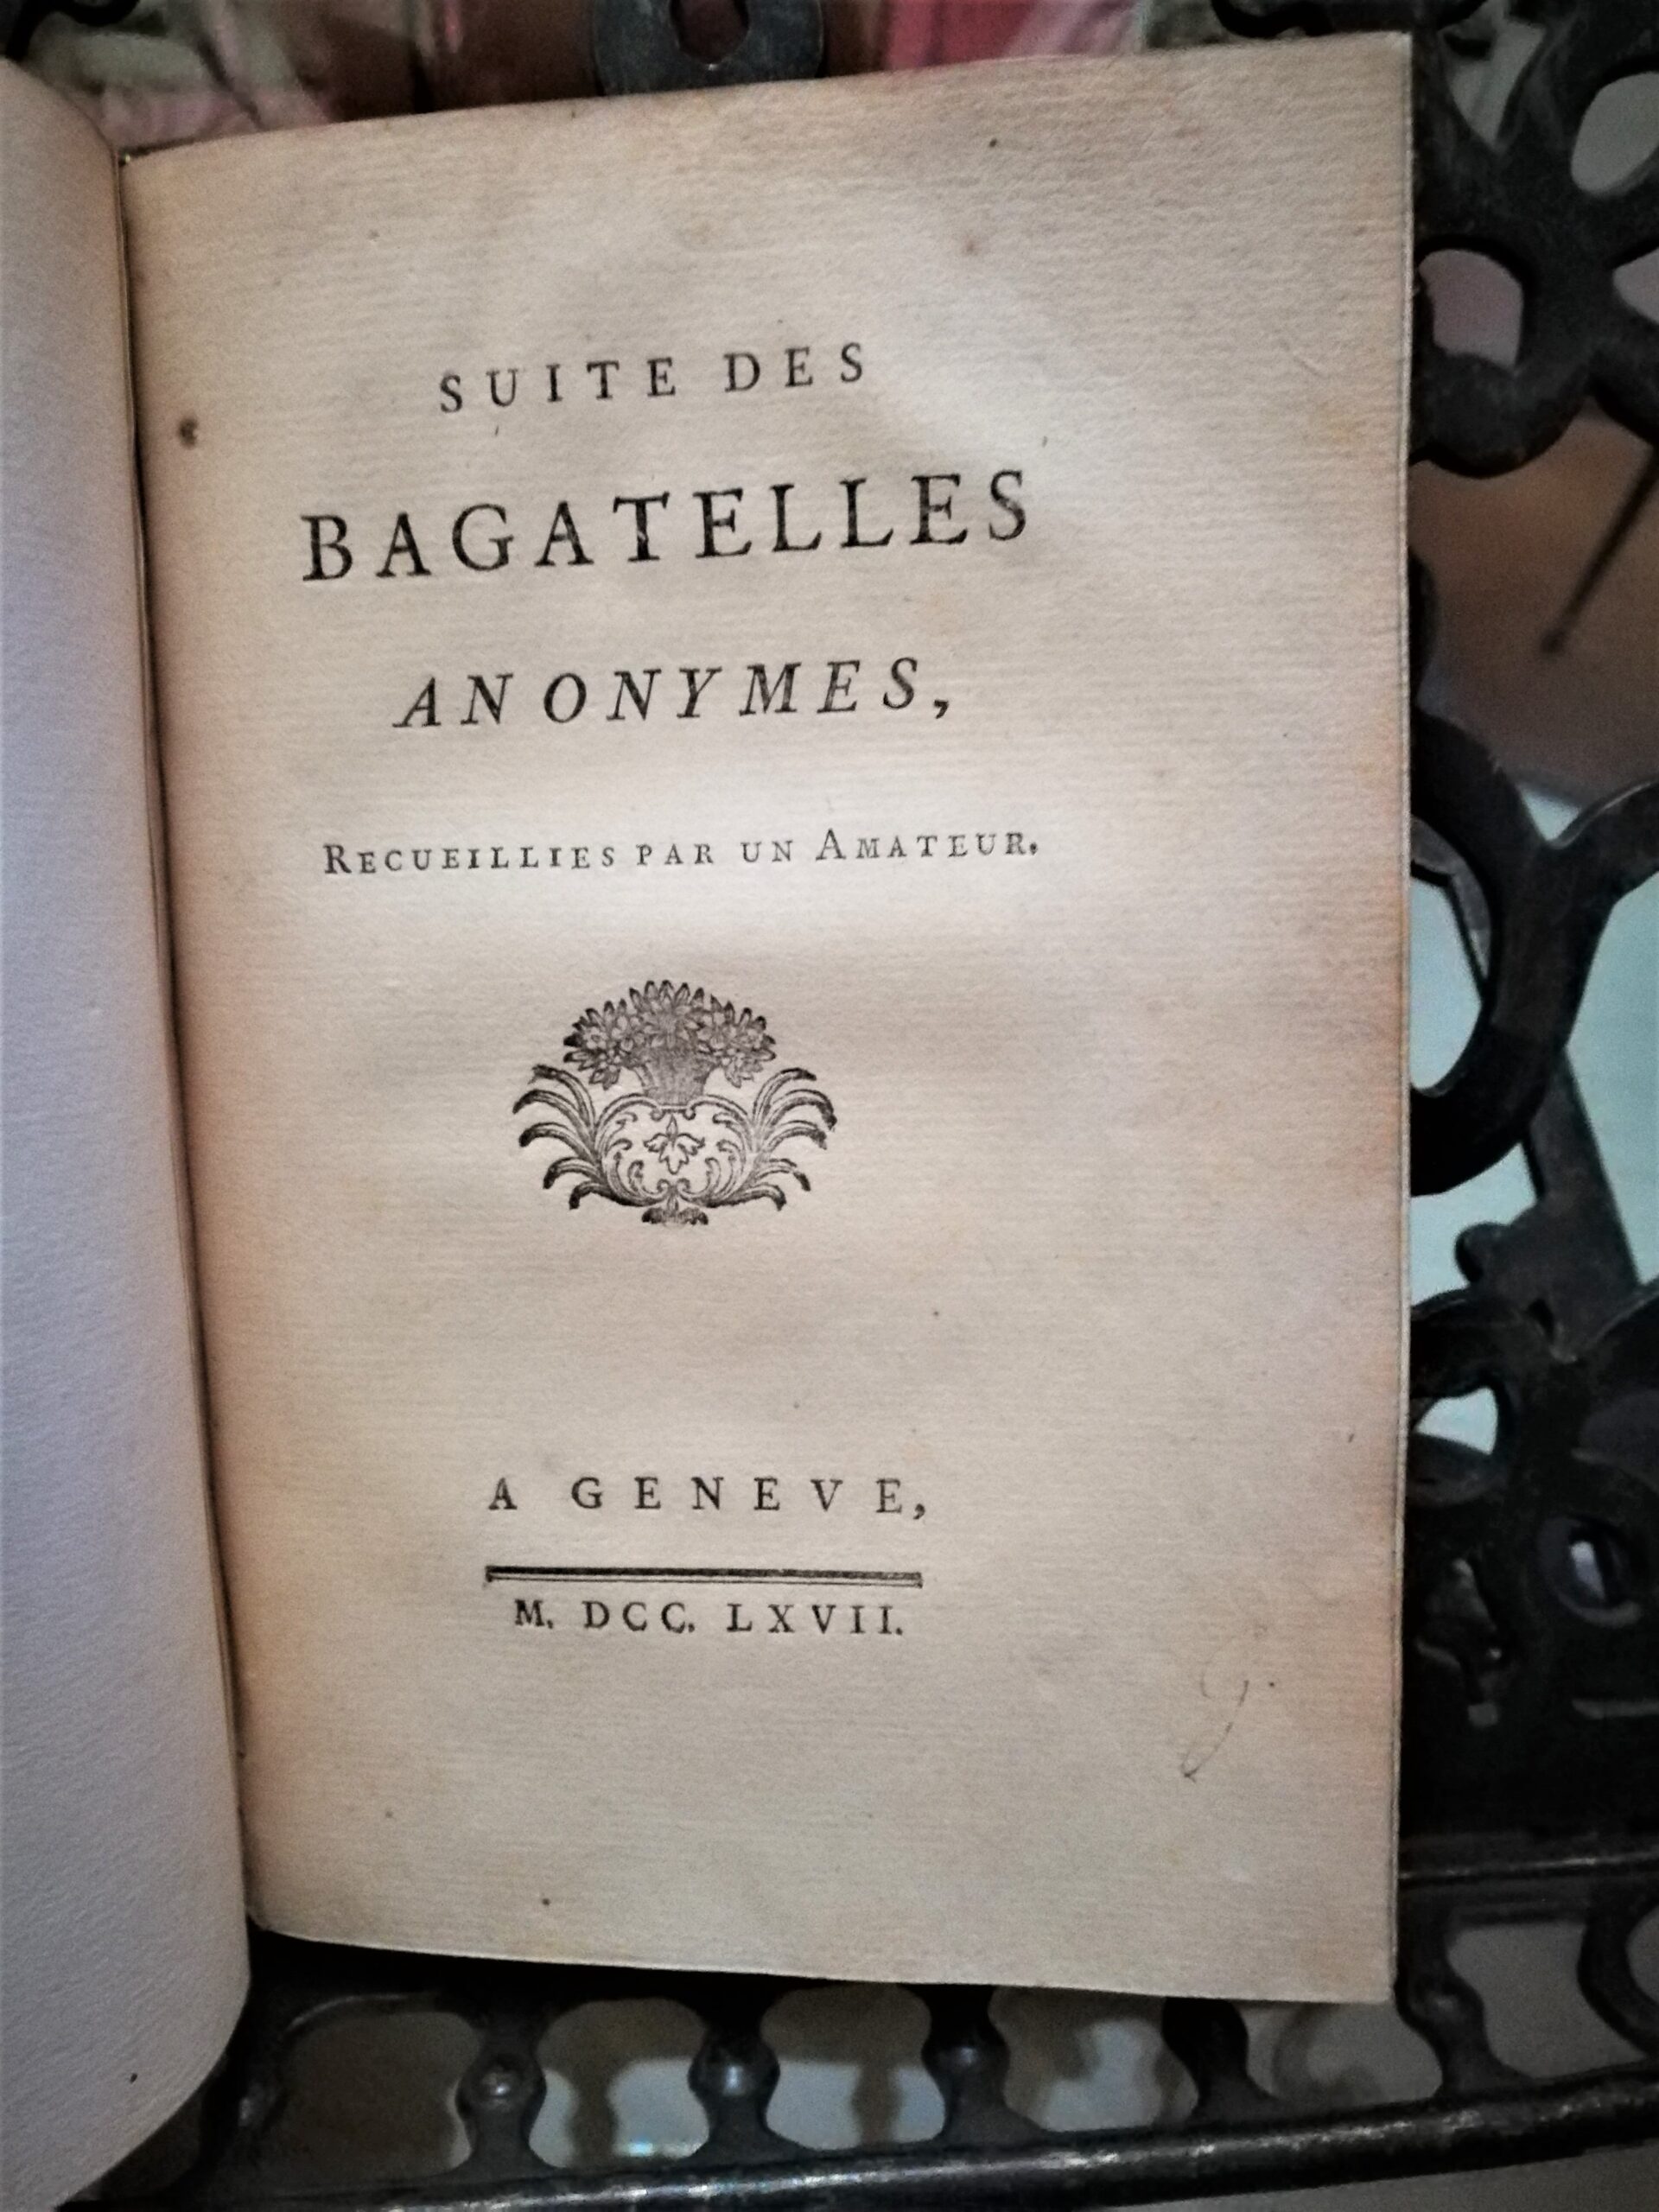 SUITE DES
BAGATELLES
ANONYMES,
RECUEILLIES PAR UN AMATEUR.
A GENEVE,
M. DCC. LXVII.